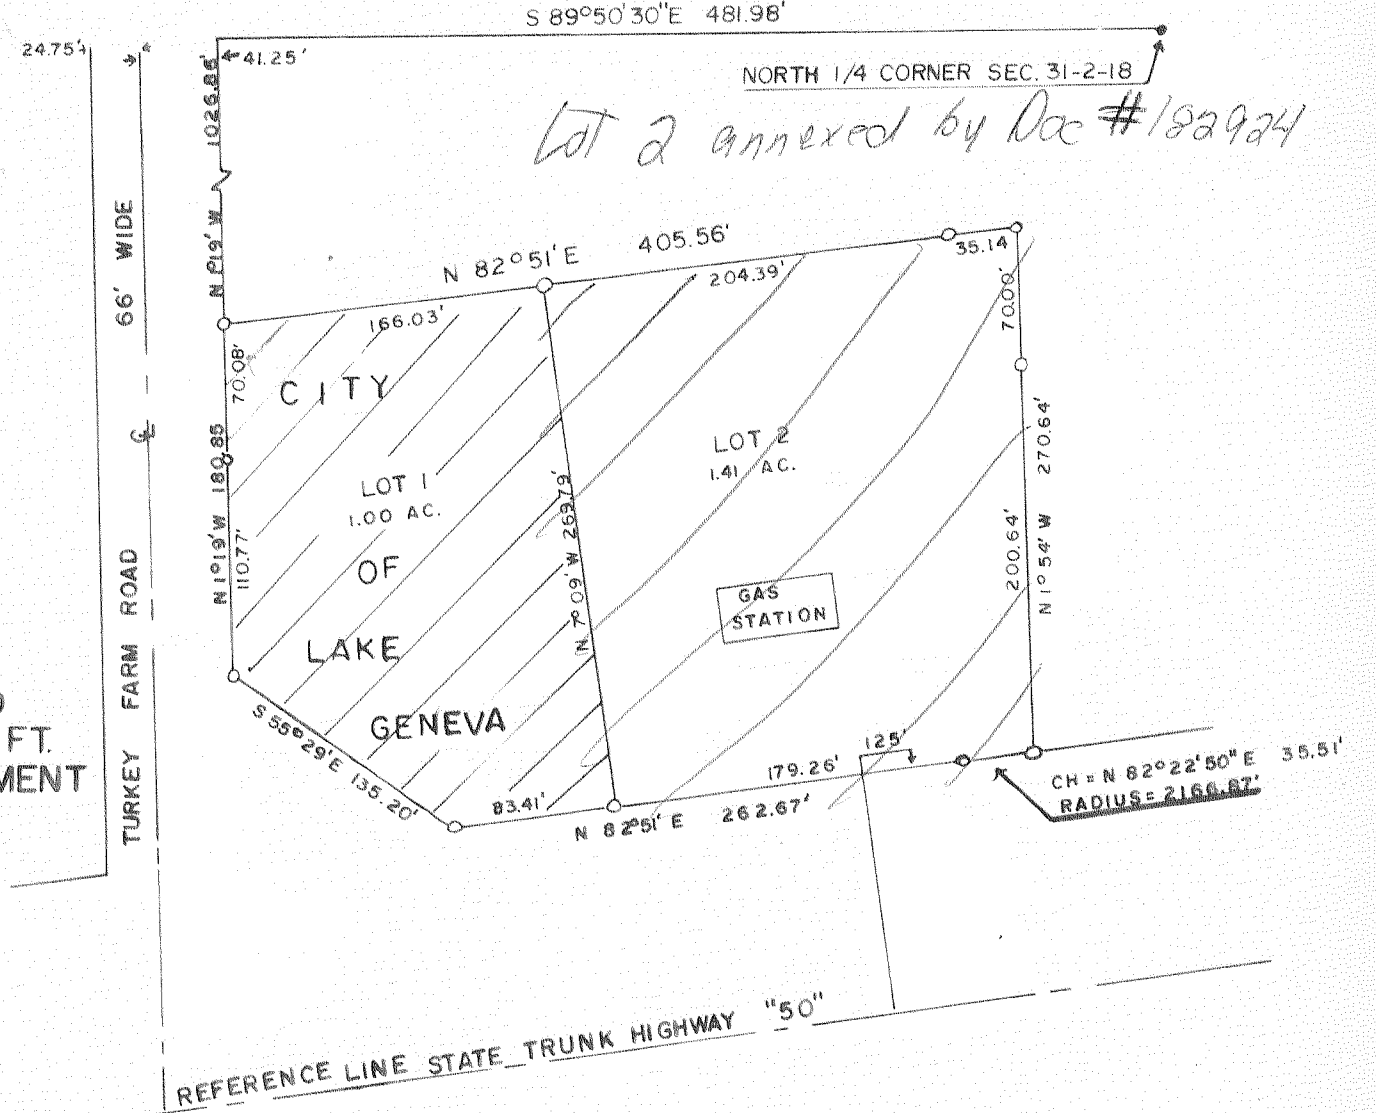 S 89°50'30"E 481.98'
24.75'
41.25'
NORTH 1/4 CORNER SEC. 31-2-18
1026.86'
Lot 2 annexed by Doc #182924
66' WIDE
N 1°19' W
N 82°51' E 405.56'
35.14
204.39'
166.03'
70.00'
70.08'
CITY
LOT 2
1.41 AC.
N 1°19' W 180.85
LOT 1
1.00 AC.
110.77'
OF
N 7°09' W 269.79'
200.64'
N 1°54' W 270.64'
GAS
STATION
LAKE
GENEVA
TURKEY FARM ROAD
FT.
MENT
S 55°29' E 135.20'
83.41'
179.26'
125'
N 82°51' E 262.67'
CH = N 82°22'50" E 35.51'
RADIUS = 2166.87'
REFERENCE LINE STATE TRUNK HIGHWAY "50"